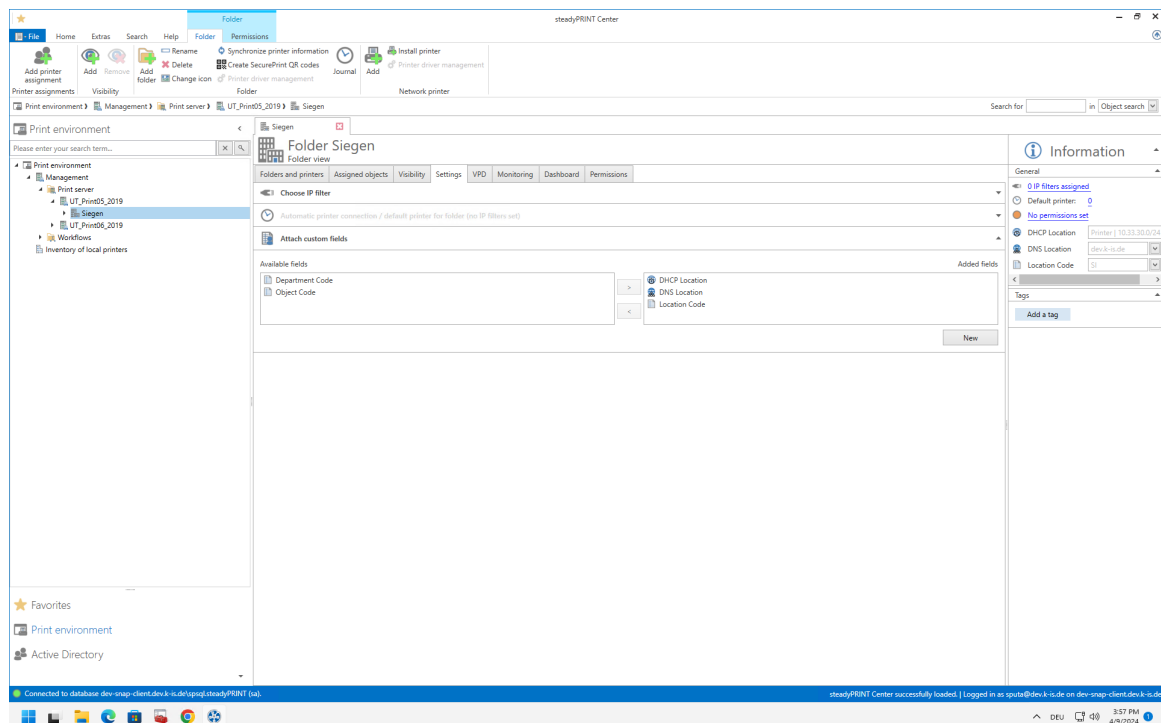 Folder
steadyPRINT Center
File Home Extras Search Help Folder Permissions
Add printer assignment
Add
Remove
Add folder
Rename
Delete
Change icon
Synchronize printer information
Create SecurePrint QR codes
Printer driver management
Journal
Add
Install printer
Printer driver management
Printer assignments
Visibility
Folder
Network printer
Print environment Management Print server UT_Print05_2019 Siegen
Search for in Object search
Print environment
Please enter your search term...
Print environment
Management
Print server
UT_Print05_2019
Siegen
UT_Print06_2019
Workflows
Inventory of local printers
Favorites
Print environment
Active Directory
Siegen
Folder Siegen
Folder view
Folders and printers Assigned objects Visibility Settings VPD Monitoring Dashboard Permissions
Choose IP filter
Automatic printer connection / default printer for folder (no IP filters set)
Attach custom fields
Available fields
Added fields
Department Code
Object Code
>
<
DHCP Location
DNS Location
Location Code
New
Information
General
0 IP filters assigned
Default printer: 0
No permissions set
DHCP Location Printer | 10.33.30.0/24
DNS Location dev.k-is.de
Location Code SI
Tags
Add a tag
Connected to database dev-snap-client.dev.k-is.de\spsql.steadyPRINT (sa).
steadyPRINT Center successfully loaded. | Logged in as sputa@dev.k-is.de on dev-snap-client.dev.k-is.de
DEU
3:57 PM
4/9/2024
1